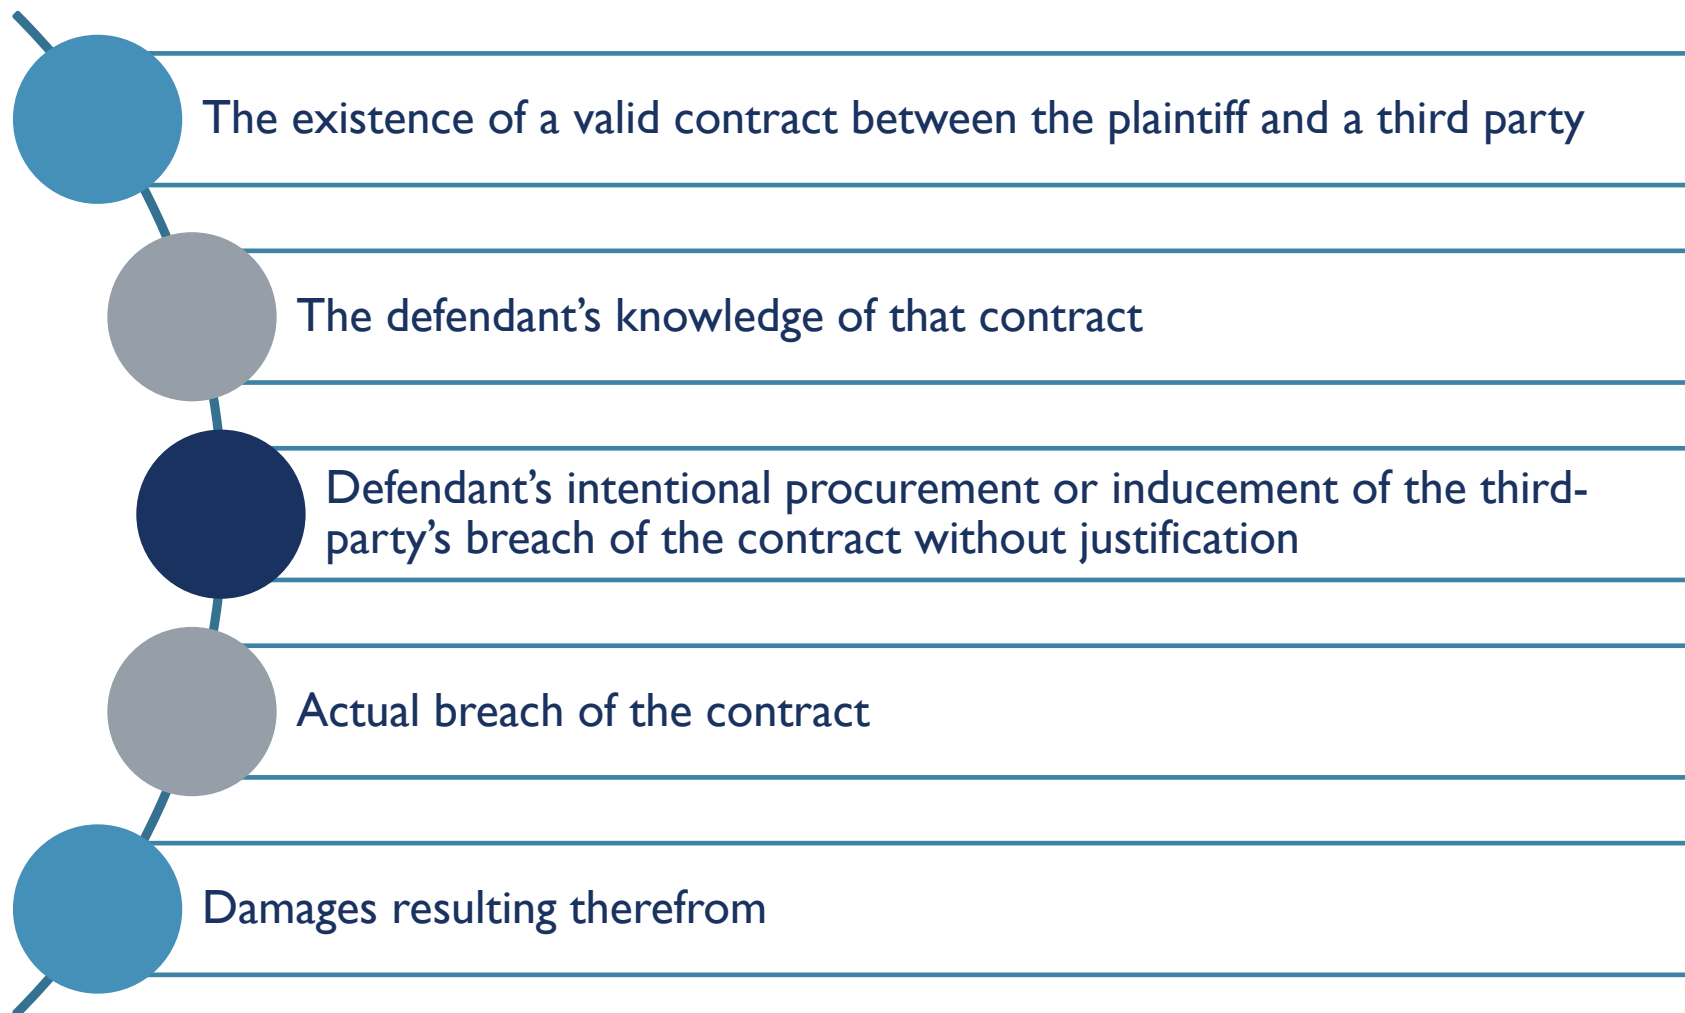 The existence of a valid contract between the plaintiff and a third party
The defendant’s knowledge of that contract
Defendant’s intentional procurement or inducement of the third-
party’s breach of the contract without justification
Actual breach of the contract
Damages resulting therefrom